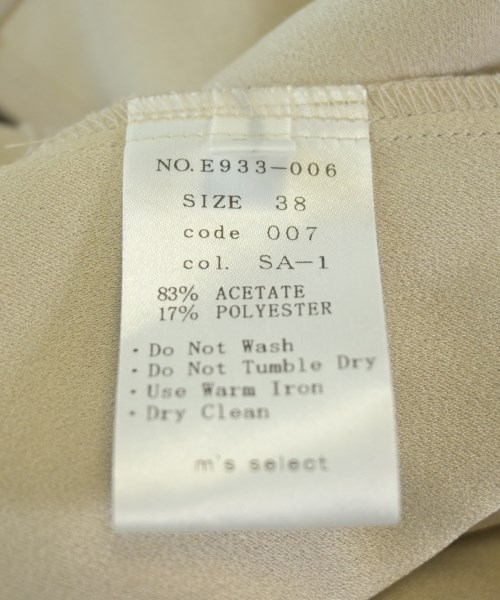 NO. E933-006
SIZE 38
code 007
col. SA-1
83% ACETATE
17% POLYESTER
· Do Not Wash
· Do Not Tumble Dry
· Use Warm Iron
· Dry Clean
m's select